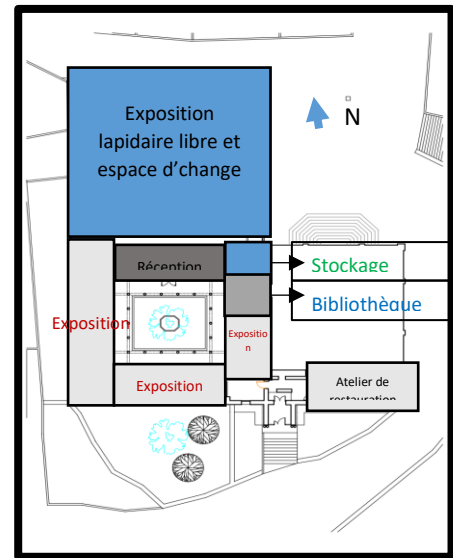 Exposition
lapidaire libre et
espace d'change
N
Réception
Stockage
Bibliothèque
Exposition
Expositio
n
Exposition
Atelier de
restauration